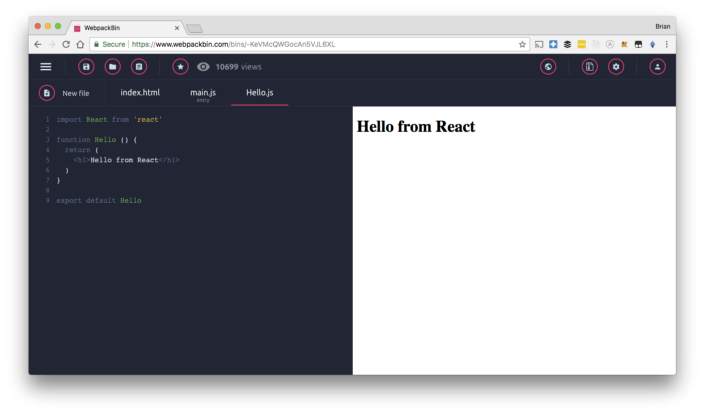 WebpackBin
Brian
Secure | https://www.webpackbin.com/bins/-KeVMcQWGocAn5VJL6XL
10699 views
New file
index.html
main.js
entry
Hello.js
1 import React from 'react'
2
3 function Hello () {
4 return (
5 <h1>Hello from React</h1>
6 )
7 }
8
9 export default Hello
Hello from React